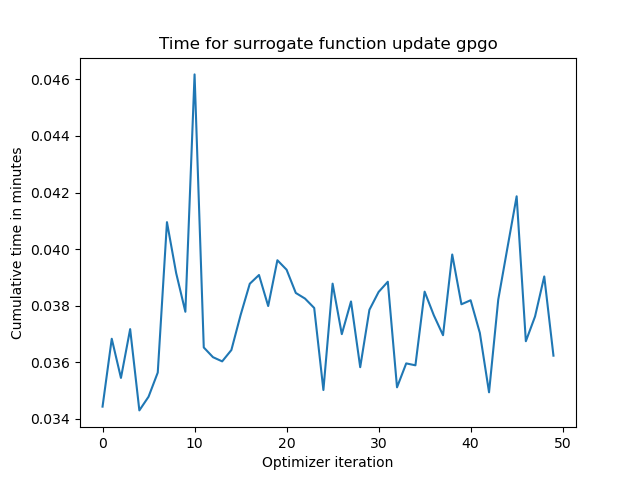 Time for surrogate function update gpgo
Cumulative time in minutes
0.046
0.044
0.042
0.040
0.038
0.036
0.034
0 10 20 30 40 50
Optimizer iteration